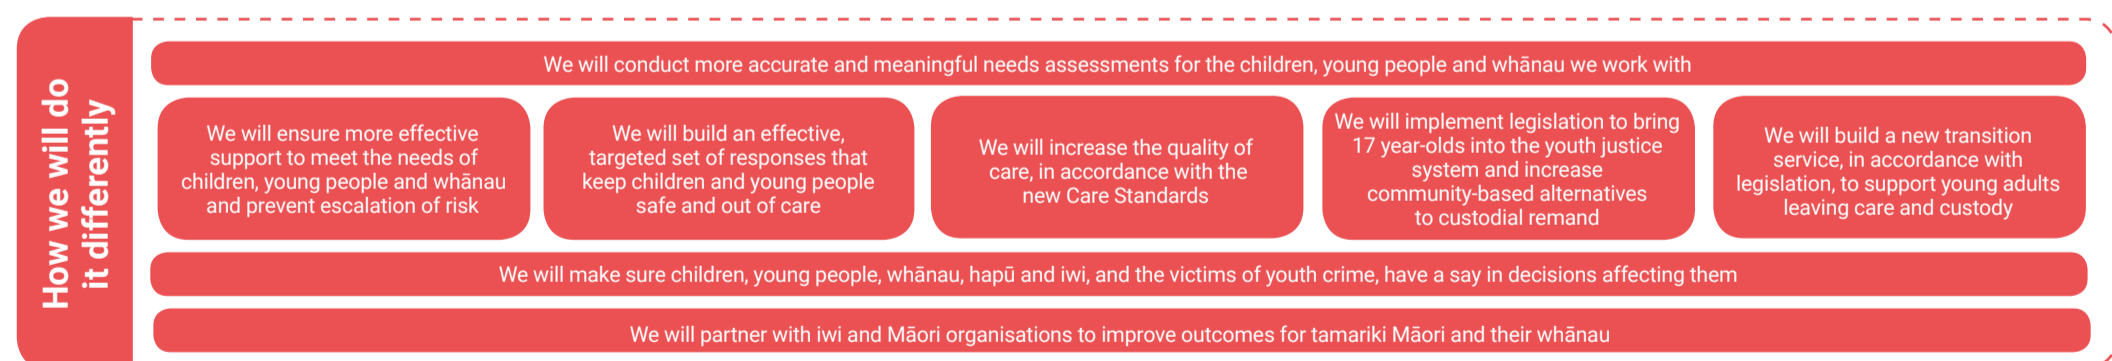 How we will do
it differently
We will conduct more accurate and meaningful needs assessments for the children, young people and whānau we work with
We will ensure more effective
support to meet the needs of
children, young people and whānau
and prevent escalation of risk
We will build an effective,
targeted set of responses that
keep children and young people
safe and out of care
We will increase the quality of
care, in accordance with the
new Care Standards
We will implement legislation to bring
17 year-olds into the youth justice
system and increase
community-based alternatives
to custodial remand
We will build a new transition
service, in accordance with
legislation, to support young adults
leaving care and custody
We will make sure children, young people, whānau, hapū and iwi, and the victims of youth crime, have a say in decisions affecting them
We will partner with iwi and Māori organisations to improve outcomes for tamariki Māori and their whānau